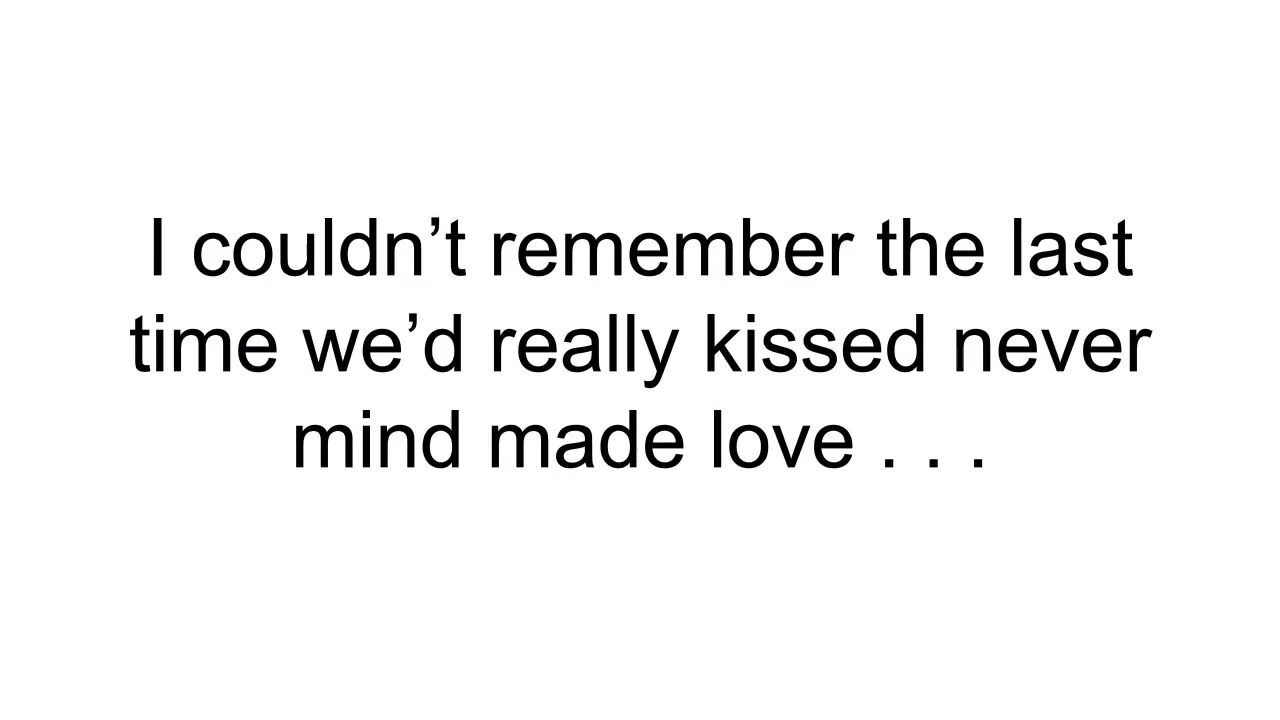 I couldn’t remember the last
time we’d really kissed never
mind made love . . .